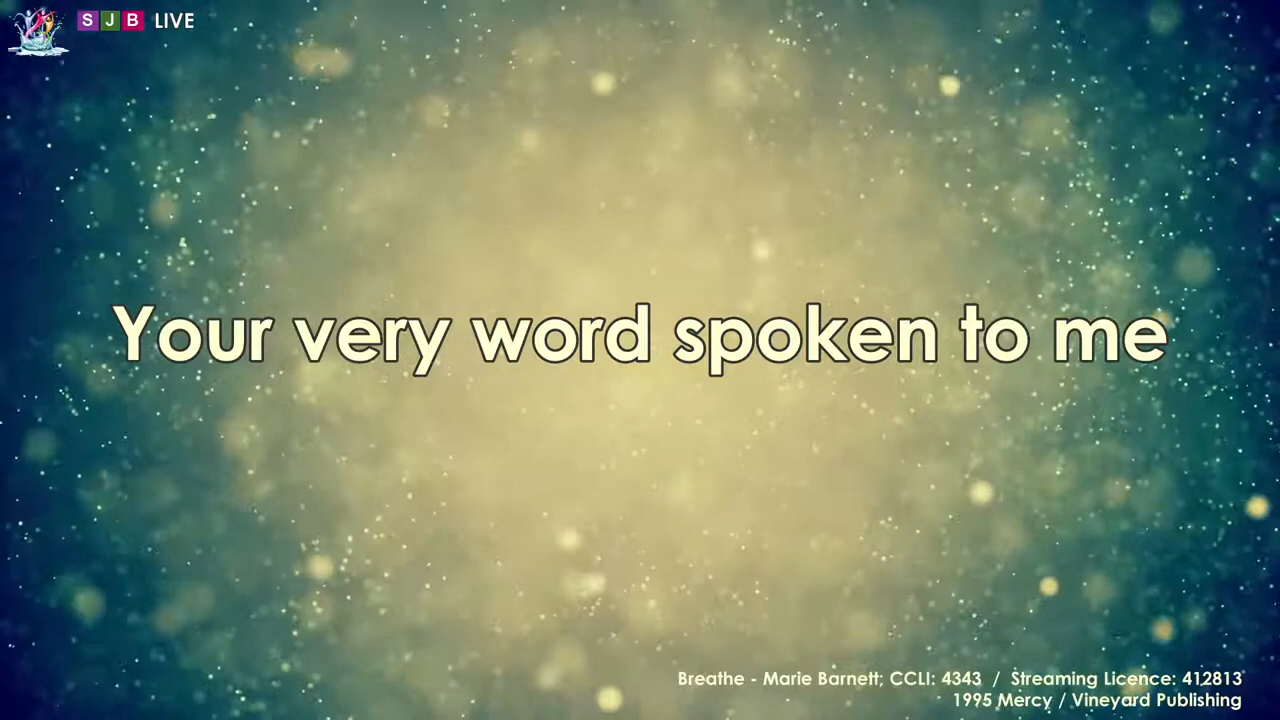 SJB LIVE
Your very word spoken to me
Breathe - Marie Barnett; CCLI: 4343 / Streaming Licence: 412813
1995 Mercy / Vineyard Publishing